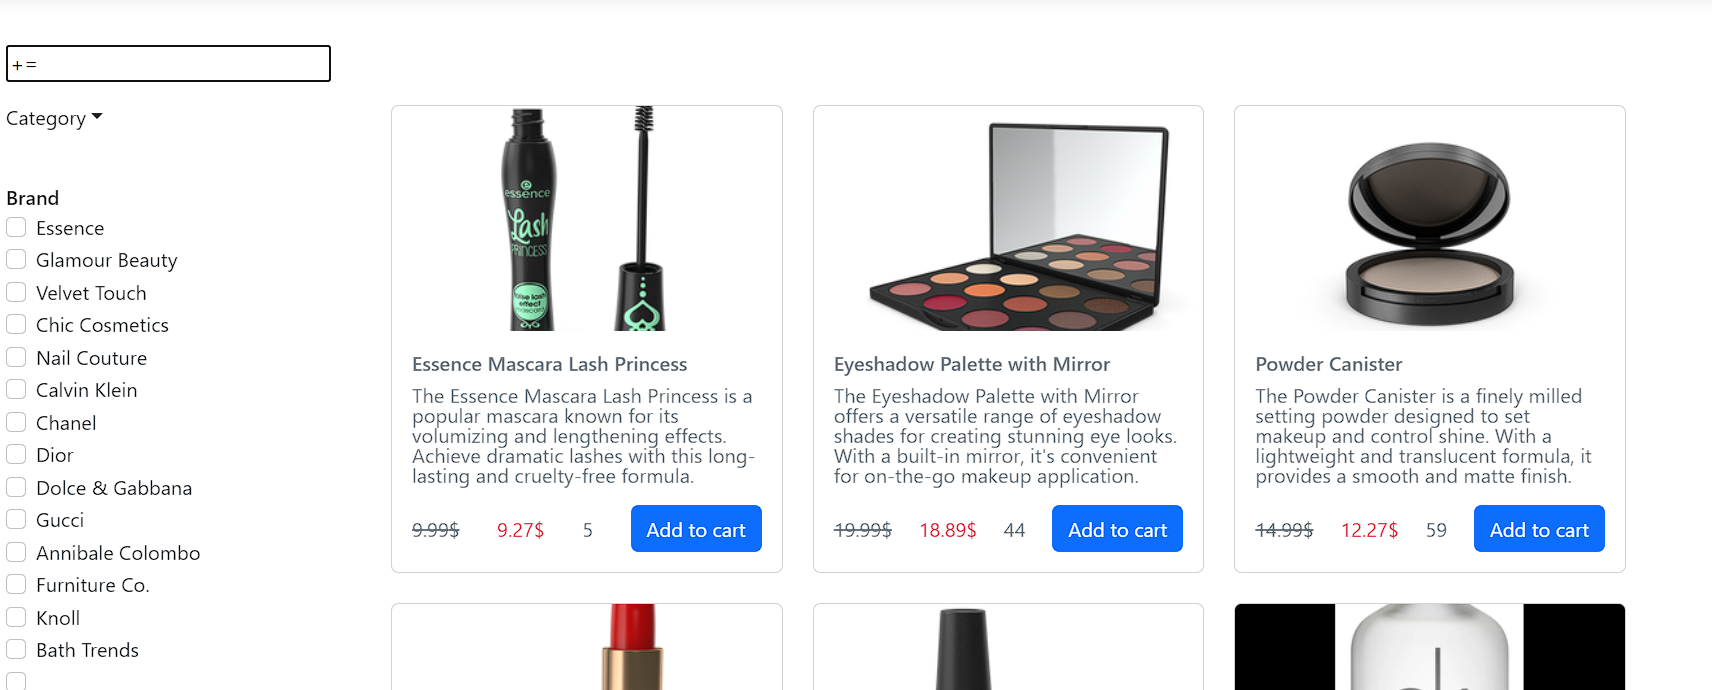 +=
Category
Brand
Essence
Glamour Beauty
Velvet Touch
Chic Cosmetics
Nail Couture
Calvin Klein
Chanel
Dior
Dolce & Gabbana
Gucci
Annibale Colombo
Furniture Co.
Knoll
Bath Trends
essence
Lash
PRINCESS
false lash
effect
mascara
Essence Mascara Lash Princess
The Essence Mascara Lash Princess is a
popular mascara known for its
volumizing and lengthening effects.
Achieve dramatic lashes with this long-
lasting and cruelty-free formula.
9.99$ 9.27$ 5 Add to cart
Eyeshadow Palette with Mirror
The Eyeshadow Palette with Mirror
offers a versatile range of eyeshadow
shades for creating stunning eye looks.
With a built-in mirror, it's convenient
for on-the-go makeup application.
19.99$ 18.89$ 44 Add to cart
Powder Canister
The Powder Canister is a finely milled
setting powder designed to set
makeup and control shine. With a
lightweight and translucent formula, it
provides a smooth and matte finish.
14.99$ 12.27$ 59 Add to cart